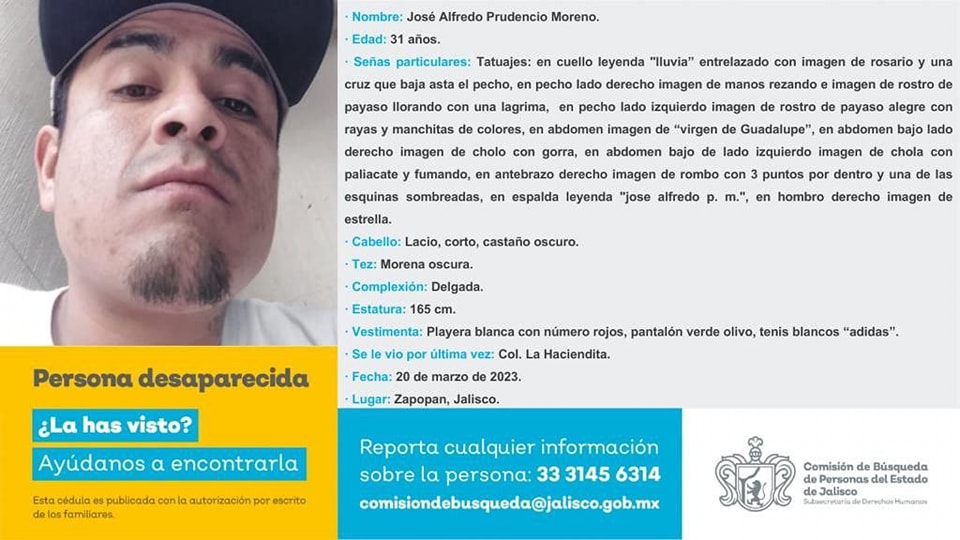 · Nombre: José Alfredo Prudencio Moreno.
· Edad: 31 años.
· Señas particulares: Tatuajes: en cuello leyenda "lluvia” entrelazado con imagen de rosario y una
cruz que baja asta el pecho, en pecho lado derecho imagen de manos rezando e imagen de rostro de
payaso llorando con una lagrima, en pecho lado izquierdo imagen de rostro de payaso alegre con
rayas y manchitas de colores, en abdomen imagen de “virgen de Guadalupe”, en abdomen bajo lado
derecho imagen de cholo con gorra, en abdomen bajo de lado izquierdo imagen de chola con
paliacate y fumando, en antebrazo derecho imagen de rombo con 3 puntos por dentro y una de las
esquinas sombreadas, en espalda leyenda "jose alfredo p. m.", en hombro derecho imagen de
estrella.
· Cabello: Lacio, corto, castaño oscuro.
· Tez: Morena oscura.
· Complexión: Delgada.
· Estatura: 165 cm.
· Vestimenta: Playera blanca con número rojos, pantalón verde olivo, tenis blancos “adidas”.
· Se le vio por última vez: Col. La Haciendita.
· Fecha: 20 de marzo de 2023.
· Lugar: Zapopan, Jalisco.
Persona desaparecida
¿La has visto?
Ayúdanos a encontrarla
Esta cédula es publicada con la autorización por escrito
de los familiares.
Reporta cualquier información
sobre la persona: 33 3145 6314
comisiondebusqueda@jalisco.gob.mx
Comisión de Búsqueda
de Personas del Estado
de Jalisco
Subsecretaría de Derechos Humanos